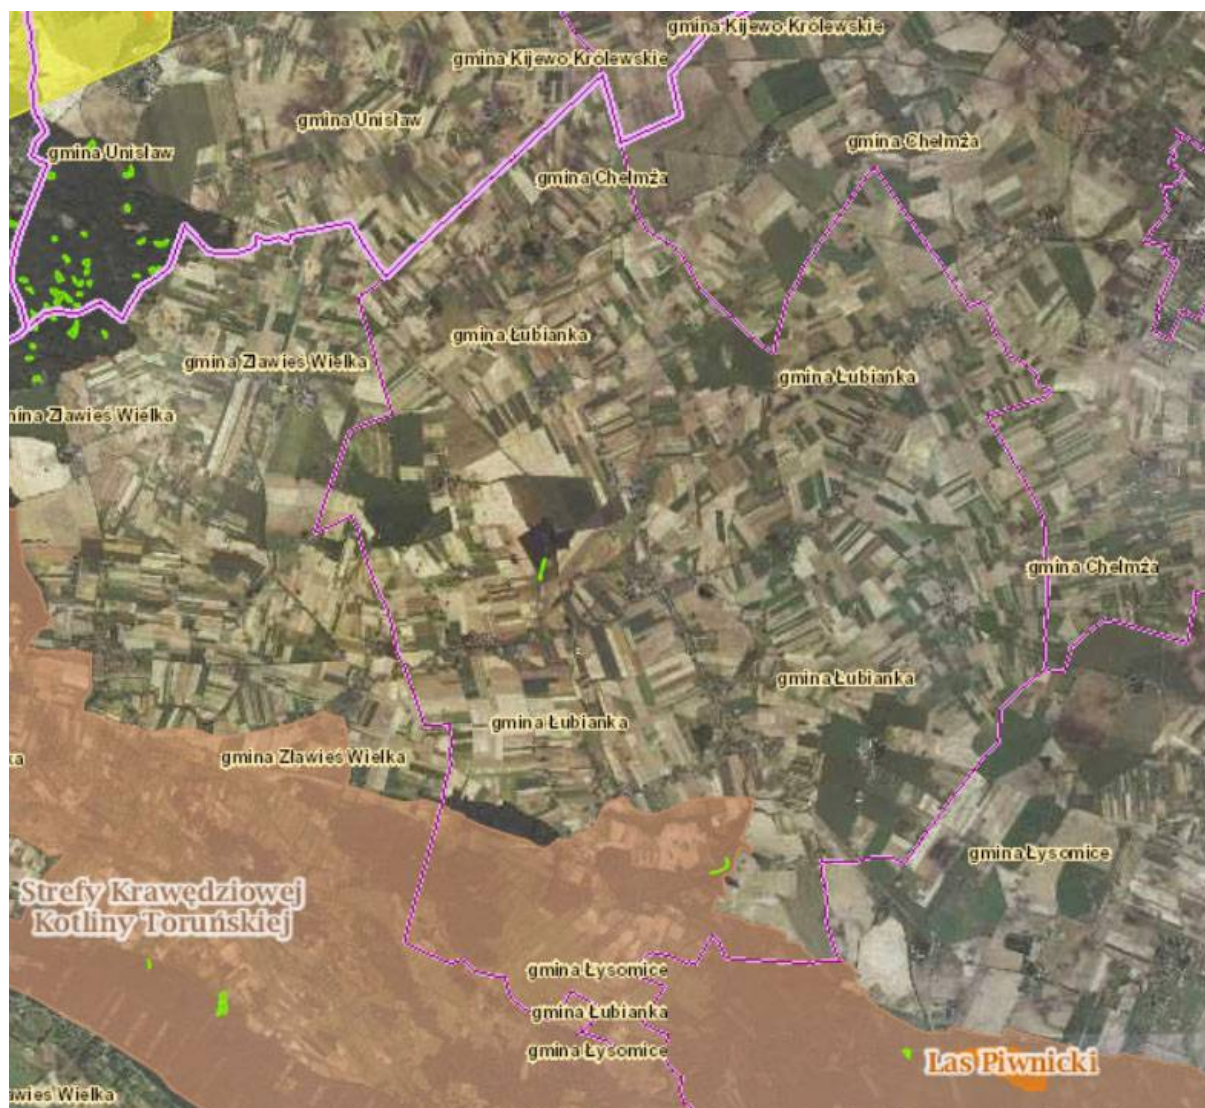 gmina Kijewo Królewskie
gmina Kijewo Królewskie
gmina Unisław
gmina Unisław
gmina Chełmża
gmina Chełmża
gmina Łubianka
gmina Zławieś Wielka
gmina Łubianka
mina Zławieś Wielka
gmina Chełmża
gmina Łubianka
gmina Łubianka
gmina Zławieś Wielka
ka
gmina Łysomice
Strefy Krawędziowej
Kotliny Toruńskiej
gmina Łysomice
gmina Łubianka
gmina Łysomice
Las Piwnicki
awieś Wielka